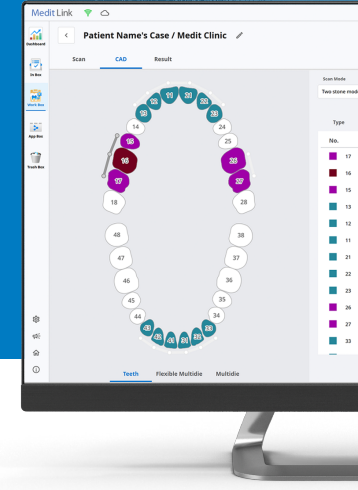 Medit Link
Dashboard
In Box
Work Box
App Box
Trash Box
Patient Name's Case / Medit Clinic
Scan CAD Result
11 21
12 22
13 23
14 24
15 25
16 26
17 27
18 28
48 38
47 37
46 36
45 35
44 34
43 33
42 41 31 32
Teeth Flexible Multidie Multidie
Scan Mode
Two stone mode
Type
No.
17
16
15
13
12
11
21
22
23
26
27
33